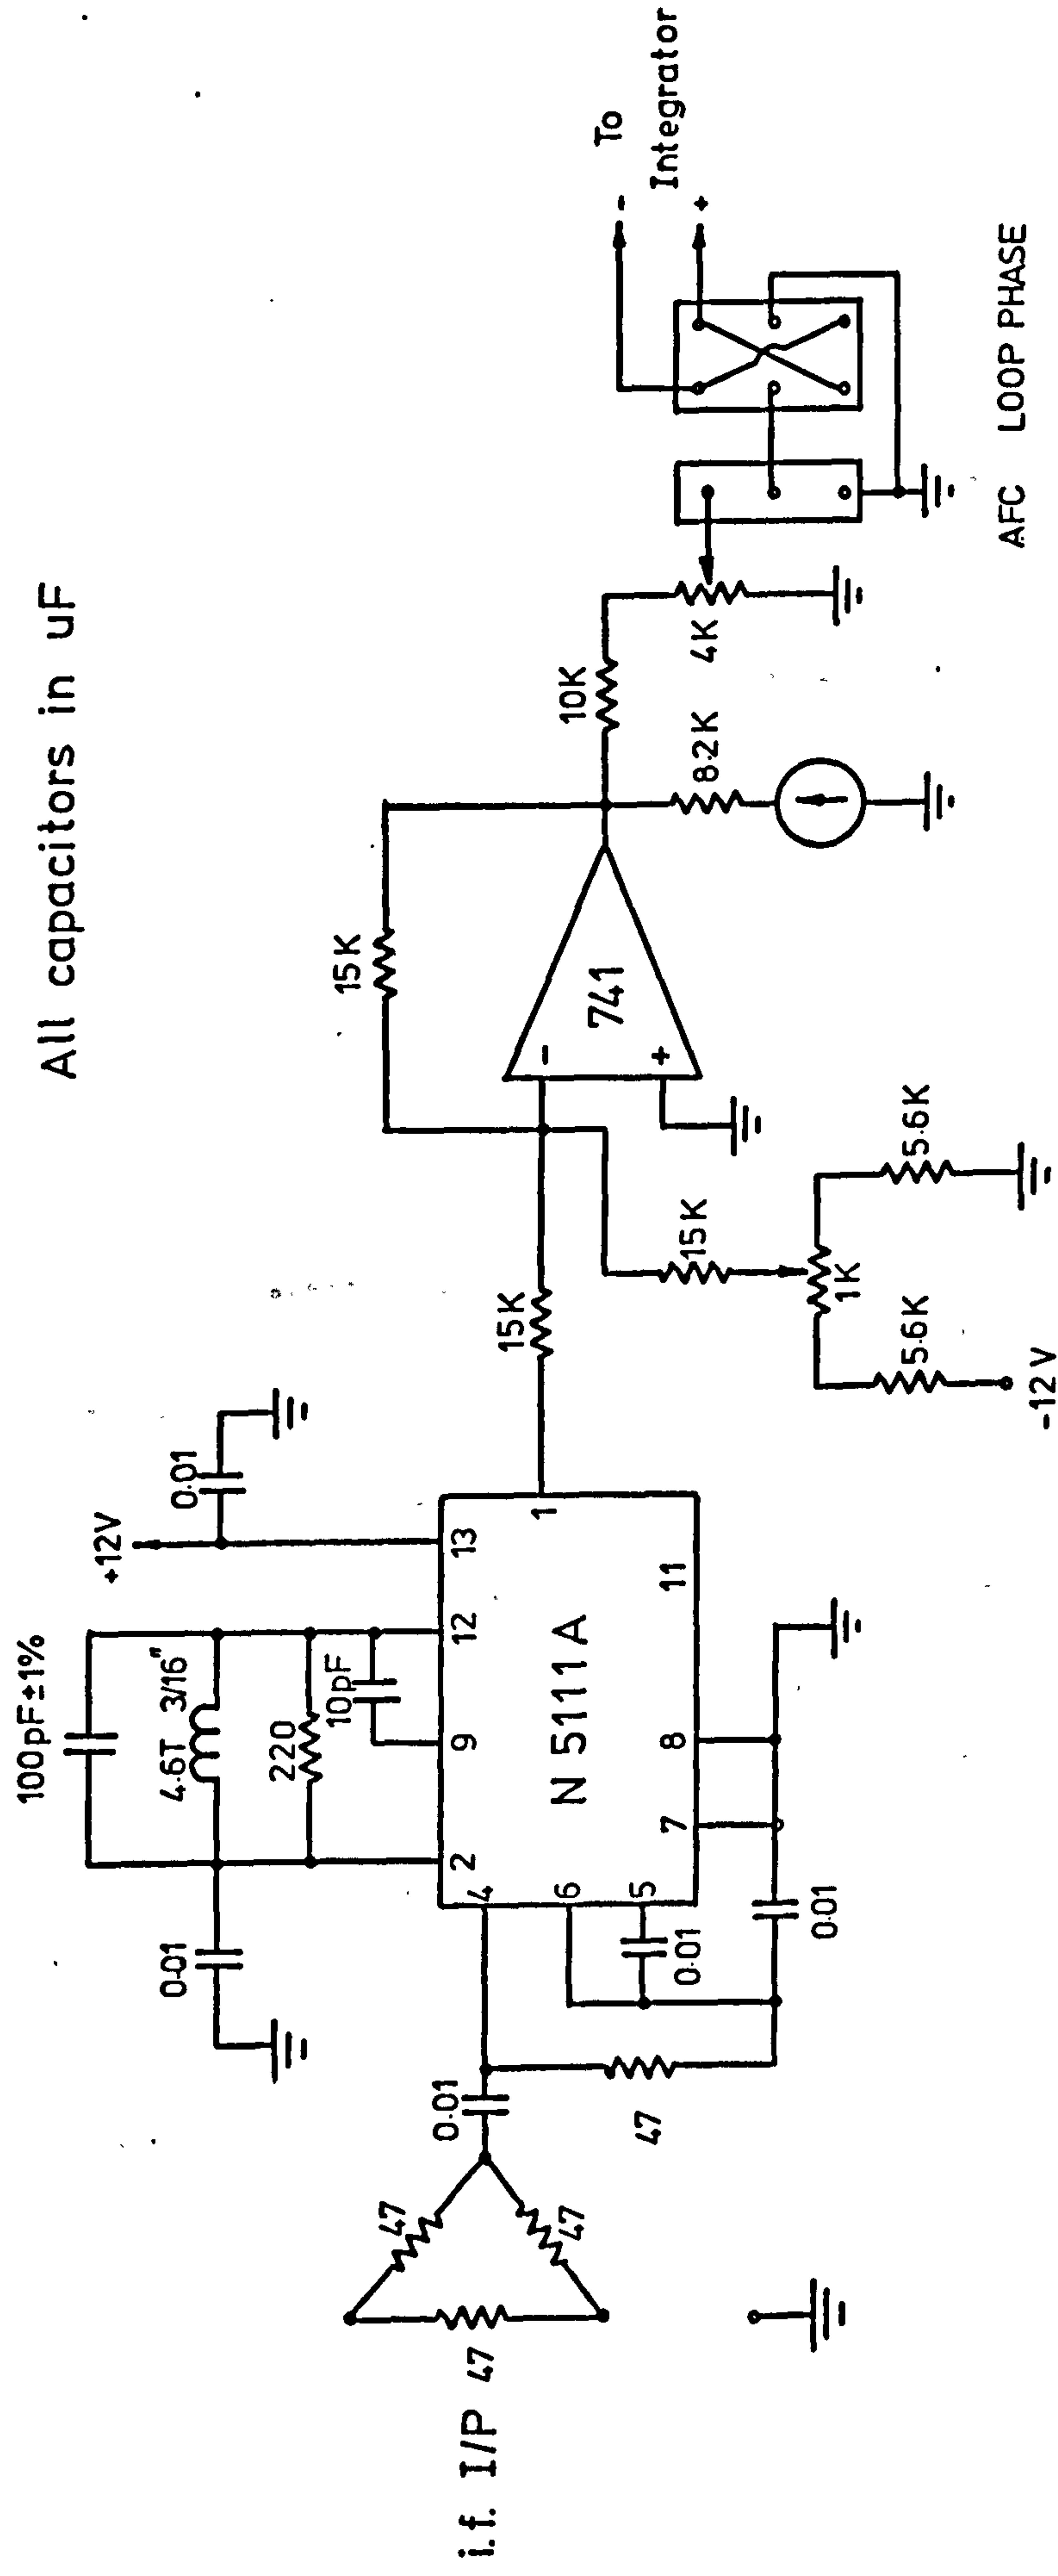 All capacitors in uF
100pF±1%
+12V
0.01
4.6T 3/16"
0.01
220
10pF
2
9
12
13
4
6
5
N 5111A
1
7
8
11
0.01
0.01
0.01
47
47
47
47
i.f. I/P
15K
15K
15K
1K
5.6K
5.6K
-12V
-
+
741
10K
8.2K
4K
- To
Integrator
+
AFC LOOP PHASE